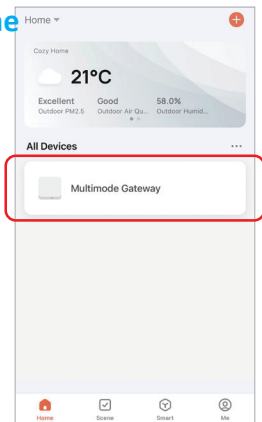 ne
Home
Cozy Home
21°C
Excellent Good 58.0%
Outdoor PM2.5 Outdoor Air Qu... Outdoor Humid...
All Devices ...
Multimode Gateway
Home Scene Smart Me